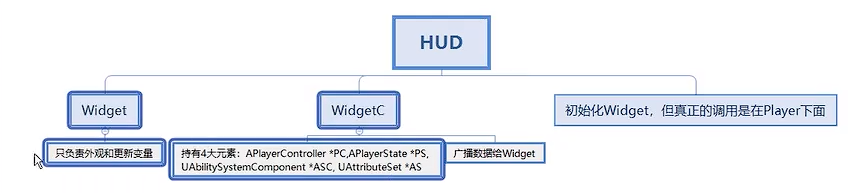 HUD
Widget
WidgetC
初始化Widget，但真正的调用是在Player下面
只负责外观和更新变量
持有4大元素：APlayerController *PC,APlayerState *PS,
UAbilitySystemComponent *ASC, UAttributeSet *AS
广播数据给Widget